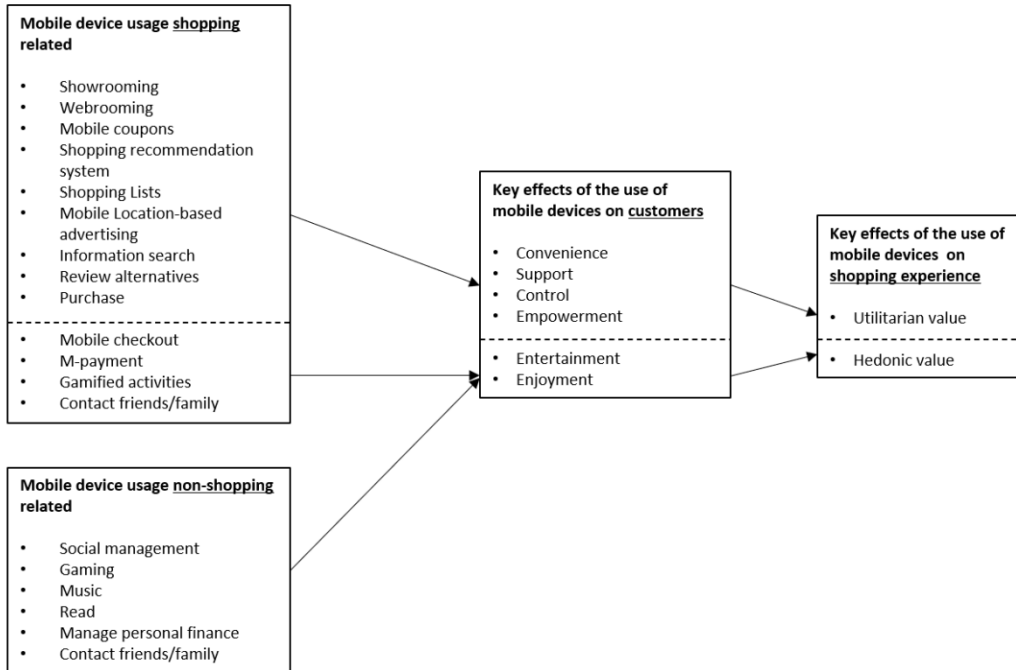 Mobile device usage shopping
related
• Showrooming
• Webrooming
• Mobile coupons
• Shopping recommendation
system
• Shopping Lists
• Mobile Location-based
advertising
• Information search
• Review alternatives
• Purchase
• Mobile checkout
• M-payment
• Gamified activities
• Contact friends/family
Mobile device usage non-shopping
related
• Social management
• Gaming
• Music
• Read
• Manage personal finance
• Contact friends/family
Key effects of the use of
mobile devices on customers
• Convenience
• Support
• Control
• Empowerment
• Entertainment
• Enjoyment
Key effects of the use of
mobile devices on
shopping experience
• Utilitarian value
• Hedonic value